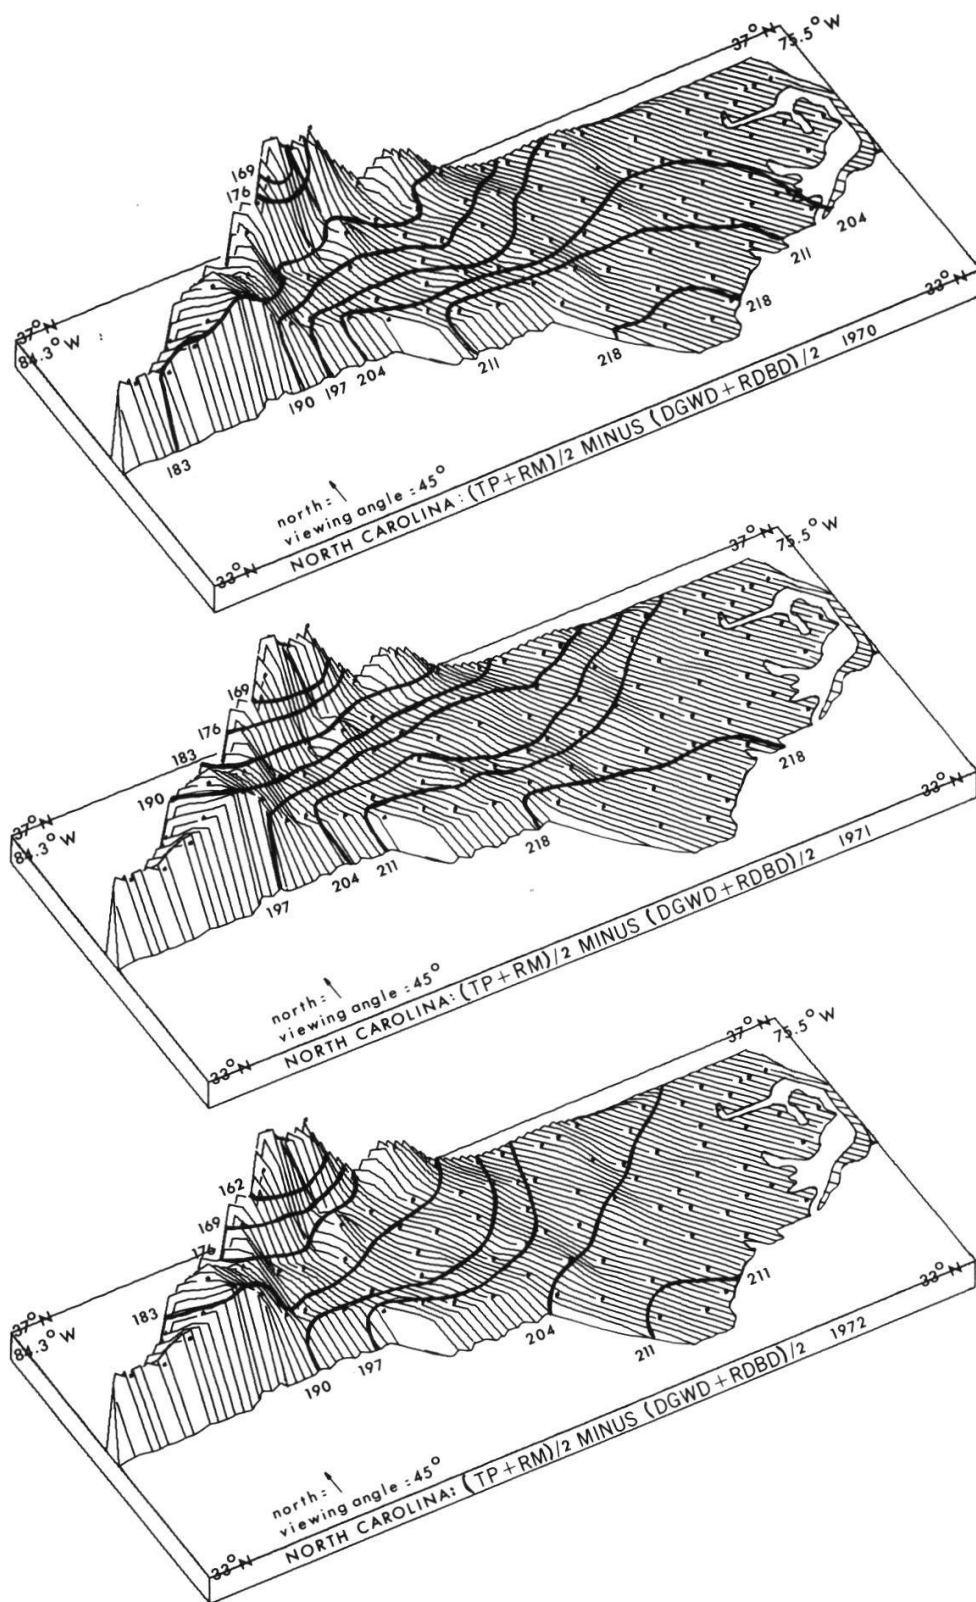 37° N
75.5° W
169
176
204
211
218
33° N
37° N
84.3° W
218
211
190 197 204
183
north:
viewing angle : 45°
NORTH CAROLINA: (TP+RM)/2 MINUS (DGWD+RDBD)/2 1970
33° N
37° N
75.5° W
169
176
183
190
218
33° N
37° N
84.3° W
218
204 211
197
north:
viewing angle : 45°
NORTH CAROLINA: (TP+RM)/2 MINUS (DGWD+RDBD)/2 1971
33° N
37° N
75.5° W
162
169
176
183
211
33° N
37° N
84.3° W
204
211
197
190
north:
viewing angle : 45°
NORTH CAROLINA: (TP+RM)/2 MINUS (DGWD+RDBD)/2 1972
33° N